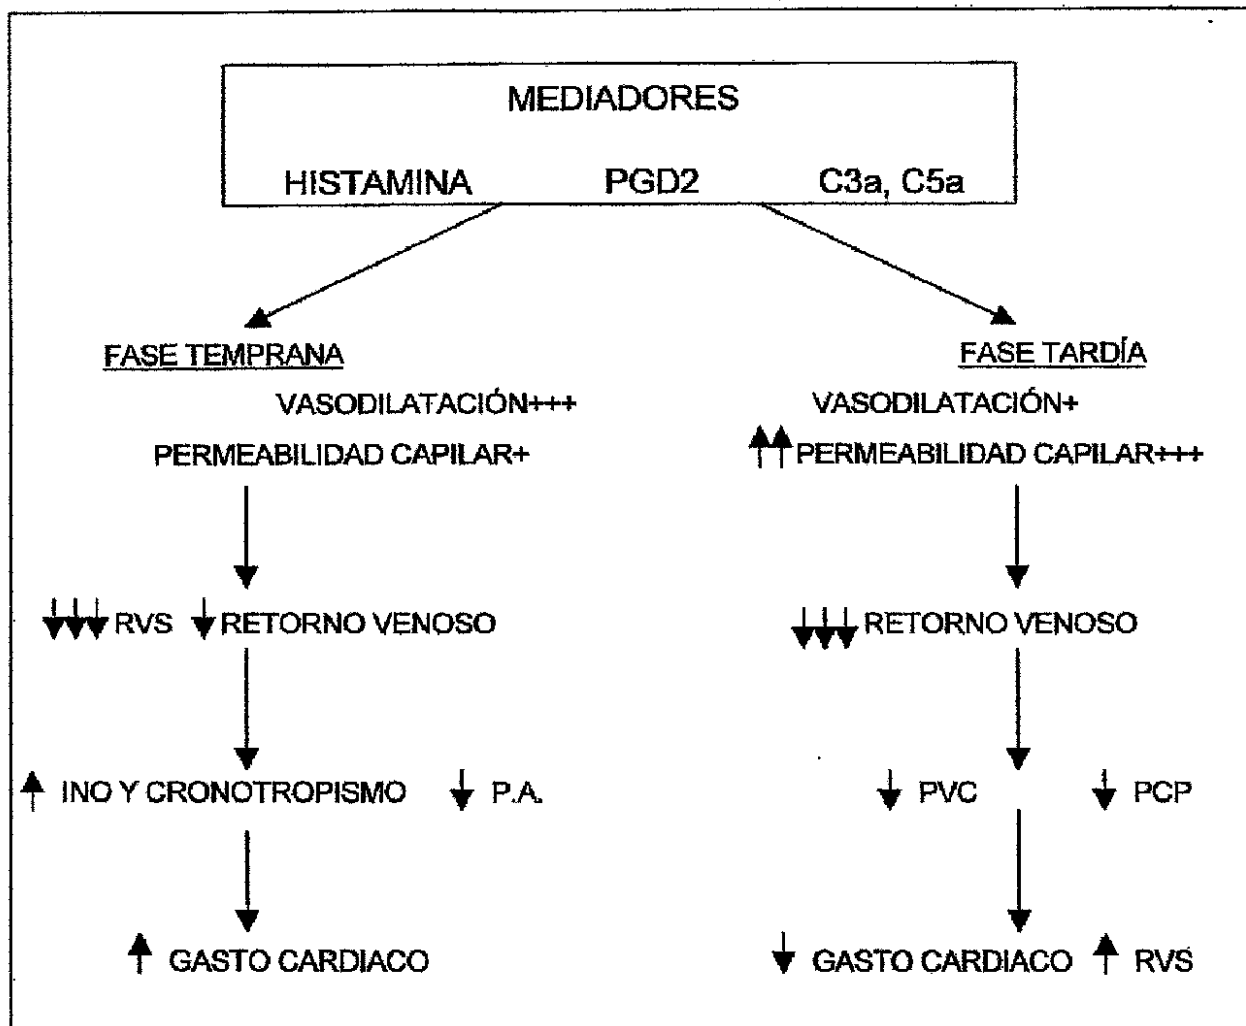 MEDIADORES
HISTAMINA PGD2 C3a, C5a
FASE TEMPRANA
VASODILATACIÓN+++
PERMEABILIDAD CAPILAR+
↓↓↓ RVS ↓ RETORNO VENOSO
↑ INO Y CRONOTROPISMO ↓ P.A.
↑ GASTO CARDIACO
FASE TARDÍA
VASODILATACIÓN+
↑↑ PERMEABILIDAD CAPILAR+++
↓↓↓ RETORNO VENOSO
↓ PVC ↓ PCP
↓ GASTO CARDIACO ↑ RVS